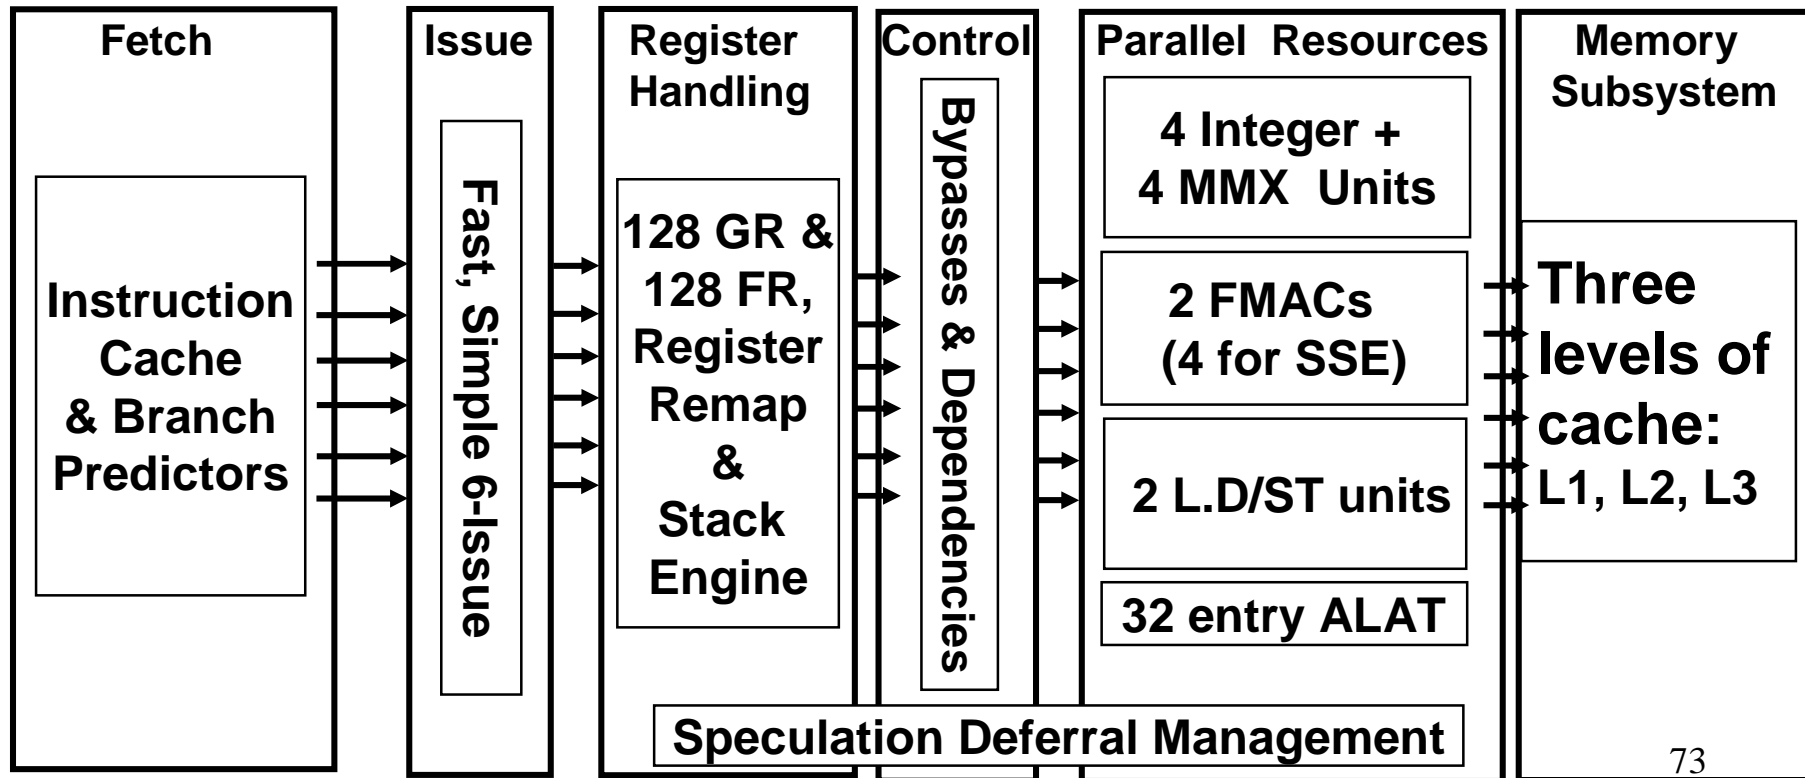 Fetch
Instruction
Cache
& Branch
Predictors
Issue
Fast, Simple 6-Issue
Register
Handling
128 GR &
128 FR,
Register
Remap
&
Stack
Engine
Control
Bypasses & Dependencies
Parallel Resources
4 Integer +
4 MMX Units
2 FMACs
(4 for SSE)
2 L.D/ST units
32 entry ALAT
Speculation Deferral Management
Memory
Subsystem
Three
levels of
cache:
L1, L2, L3
73